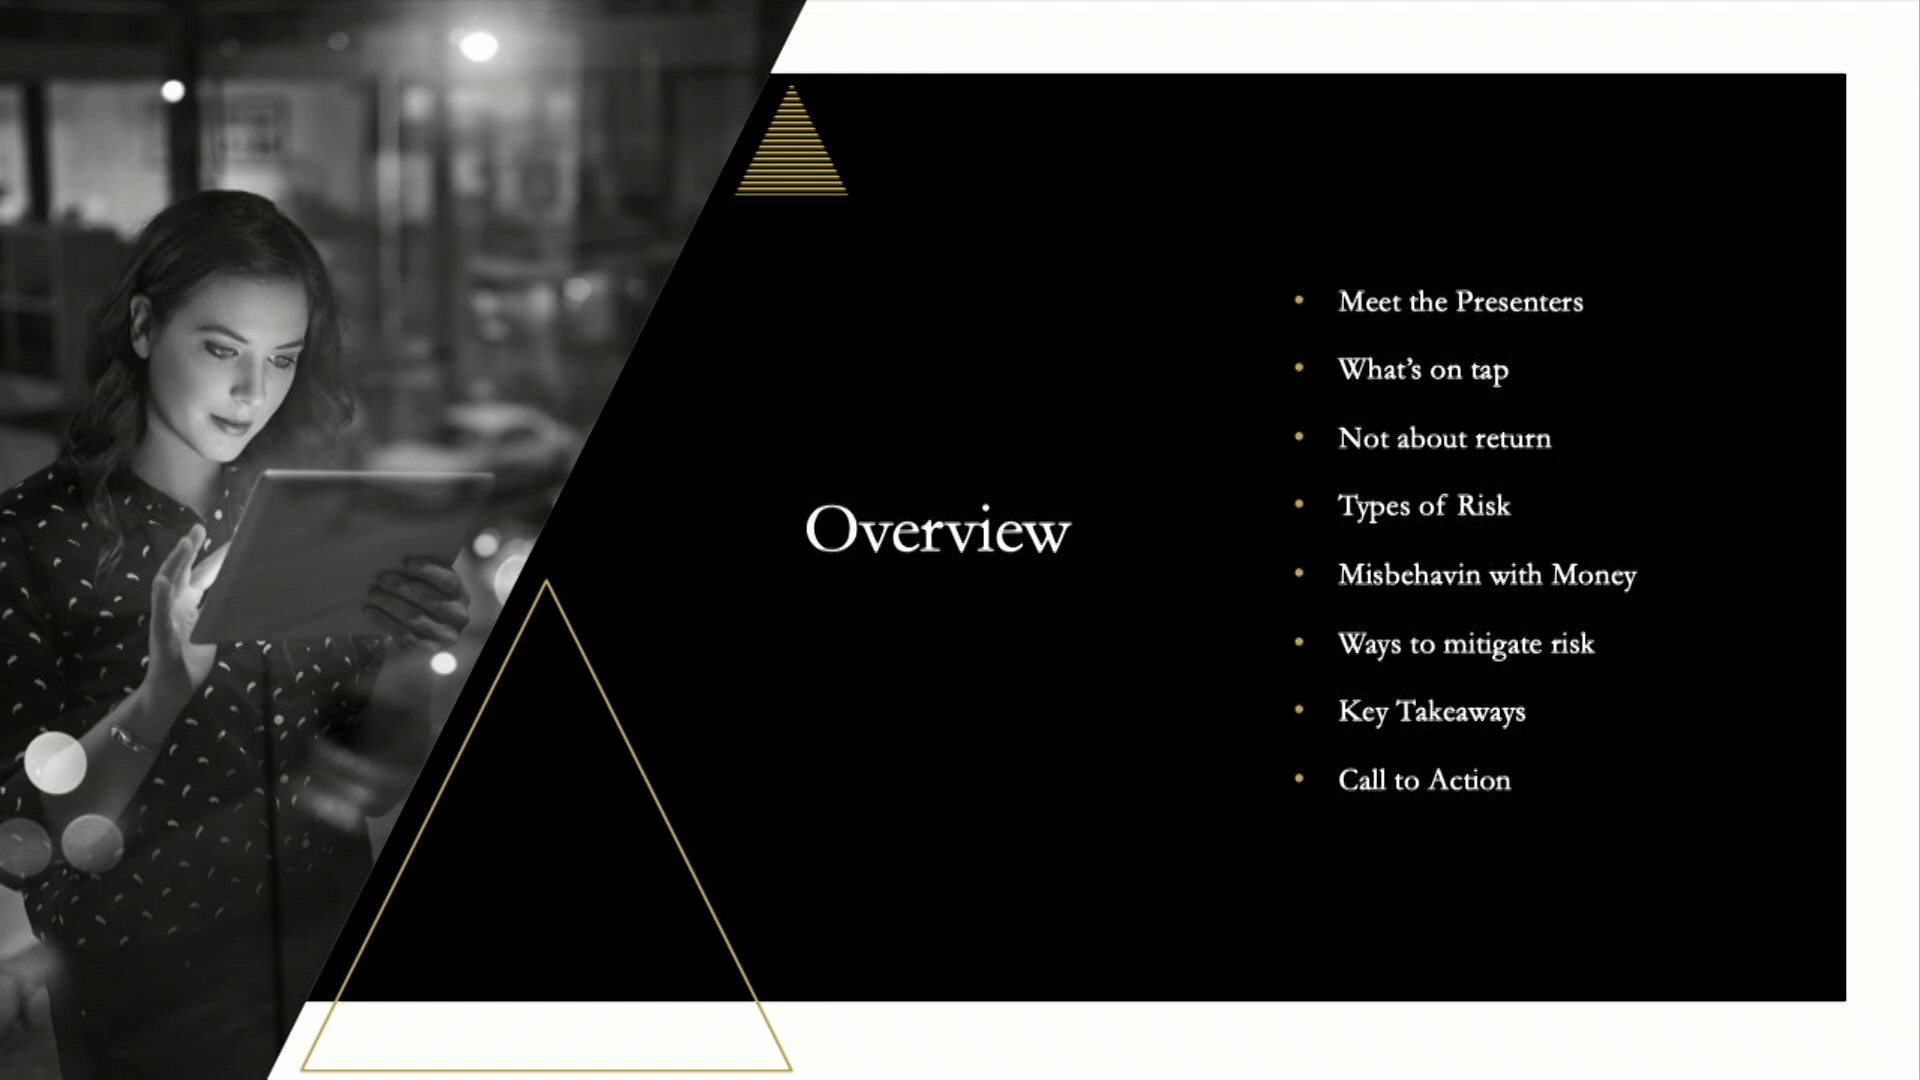 Overview
Meet the Presenters
What’s on tap
Not about return
Types of Risk
Misbehavin with Money
Ways to mitigate risk
Key Takeaways
Call to Action